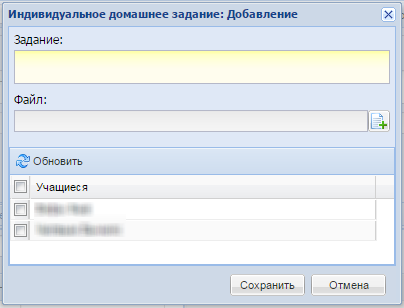 Индивидуальное домашнее задание: Добавление
Задание:
Файл:
Обновить
Учащиеся
Сохранить Отмена